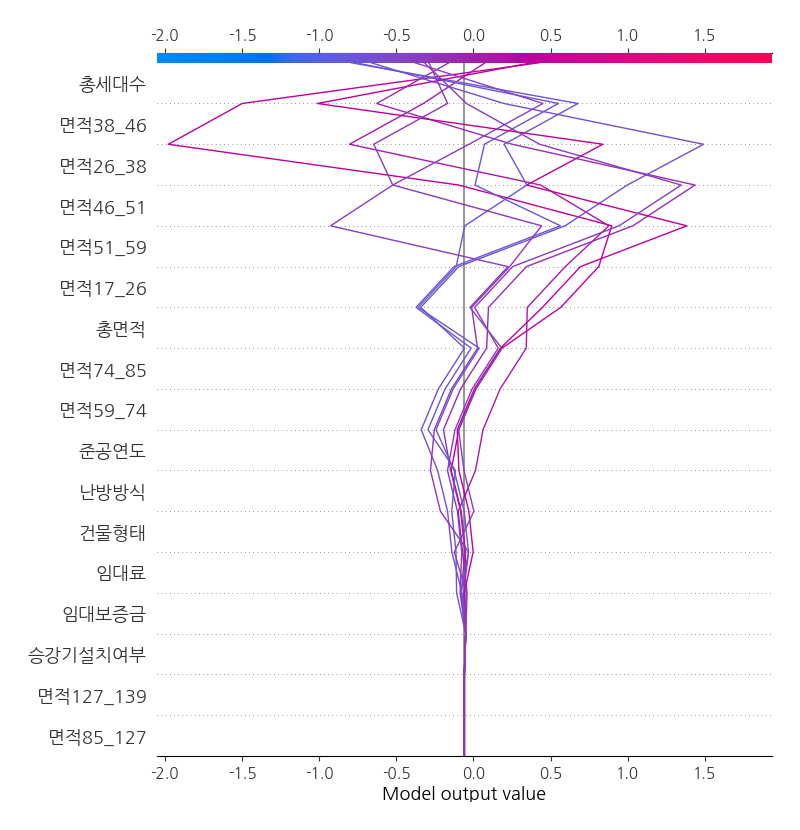 -2.0 -1.5 -1.0 -0.5 0.0 0.5 1.0 1.5
총세대수
면적38_46
면적26_38
면적46_51
면적51_59
면적17_26
총면적
면적74_85
면적59_74
준공연도
난방방식
건물형태
임대료
임대보증금
승강기설치여부
면적127_139
면적85_127
-2.0 -1.5 -1.0 -0.5 0.0 0.5 1.0 1.5
Model output value